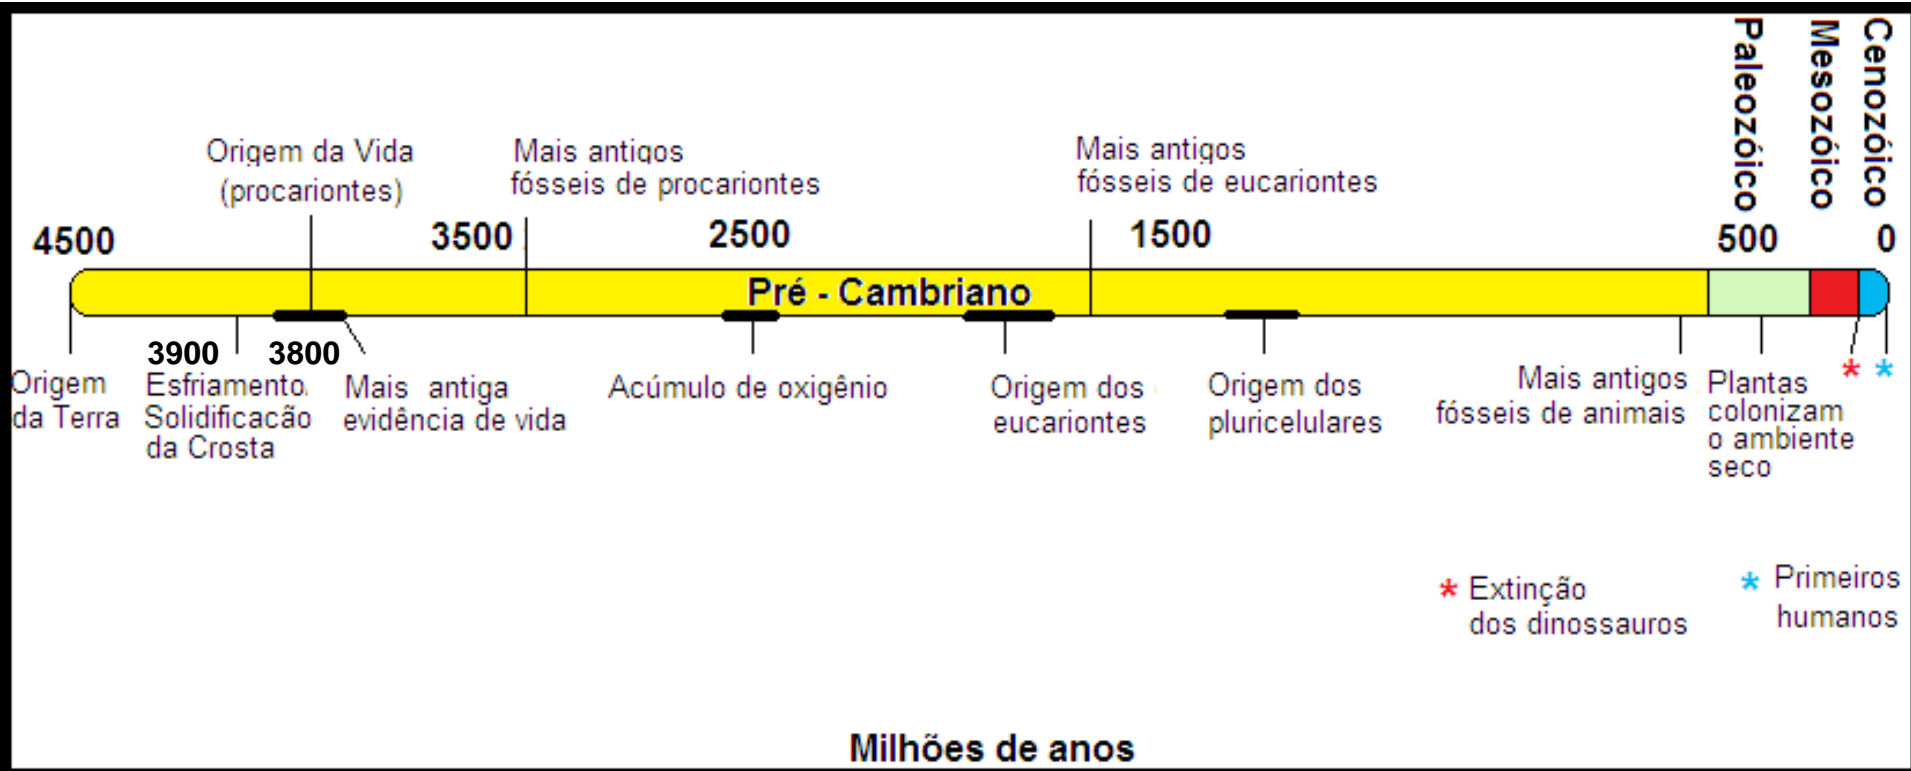 Paleozóico
Mesozóico
Cenozóico
Origem da Vida
(procariontes)
Mais antigos
fósseis de procariontes
Mais antigos
fósseis de eucariontes
4500
3500
2500
1500
500
0
Pré - Cambriano
3900
3800
Origem
da Terra
Esfriamento
Solidificação
da Crosta
Mais antiga
evidência de vida
Acúmulo de oxigênio
Origem dos
eucariontes
Origem dos
pluricelulares
Mais antigos
fósseis de animais
Plantas
colonizam
o ambiente
seco
*
*
* Extinção
dos dinossauros
* Primeiros
humanos
Milhões de anos